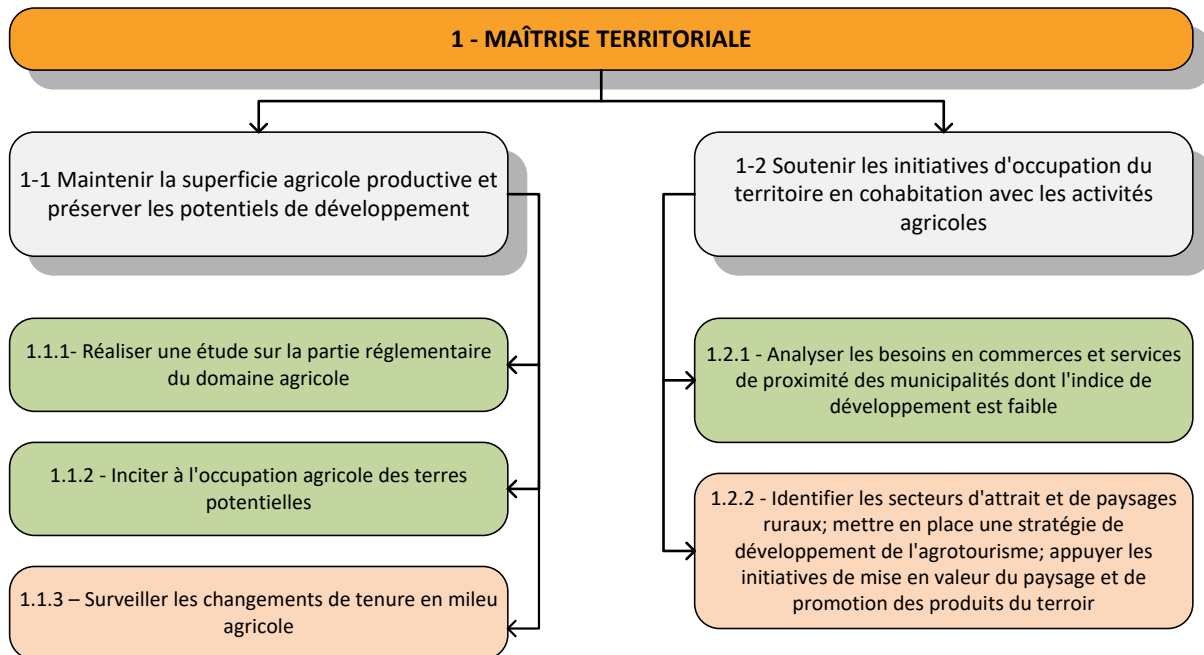 1 - MAÎTRISE TERRITORIALE
1-1 Maintenir la superficie agricole productive et
préserver les potentiels de développement
1.1.1- Réaliser une étude sur la partie réglementaire
du domaine agricole
1.1.2 - Inciter à l'occupation agricole des terres
potentielles
1.1.3 – Surveiller les changements de tenure en mileu
agricole
1-2 Soutenir les initiatives d'occupation du
territoire en cohabitation avec les activités
agricoles
1.2.1 - Analyser les besoins en commerces et services
de proximité des municipalités dont l'indice de
développement est faible
1.2.2 - Identifier les secteurs d'attrait et de paysages
ruraux; mettre en place une stratégie de
développement de l'agrotourisme; appuyer les
initiatives de mise en valeur du paysage et de
promotion des produits du terroir